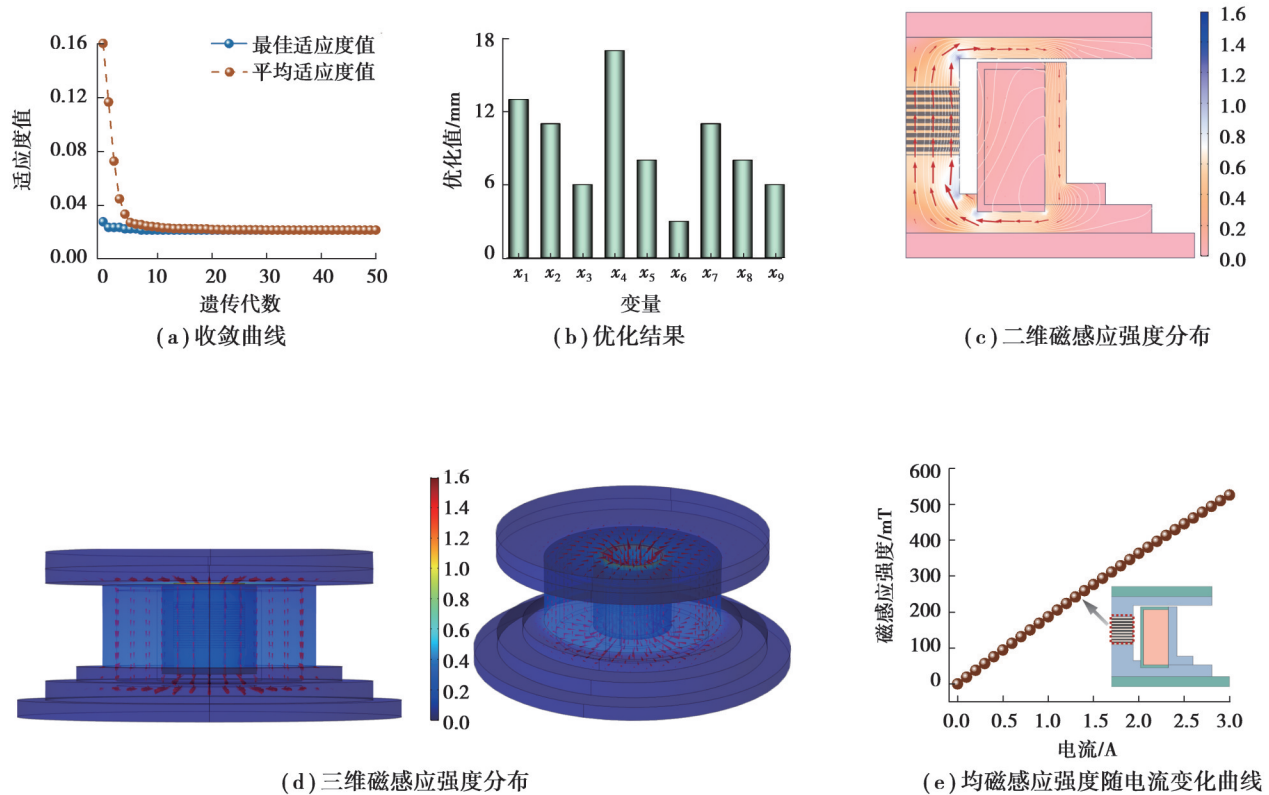 0.16
0.12
0.08
0.04
0.00
适应度值
最佳适应度值
平均适应度值
0 10 20 30 40 50
遗传代数
(a)收敛曲线
18
12
6
0
优化值/mm
x1 x2 x3 x4 x5 x6 x7 x8 x9
变量
(b)优化结果
1.6
1.4
1.2
1.0
0.8
0.6
0.4
0.2
0.0
(c)二维磁感应强度分布
1.6
1.4
1.2
1.0
0.8
0.6
0.4
0.2
0.0
(d)三维磁感应强度分布
600
500
400
300
200
100
0
磁感应强度/mT
0.0 0.5 1.0 1.5 2.0 2.5 3.0
电流/A
(e)均磁感应强度随电流变化曲线